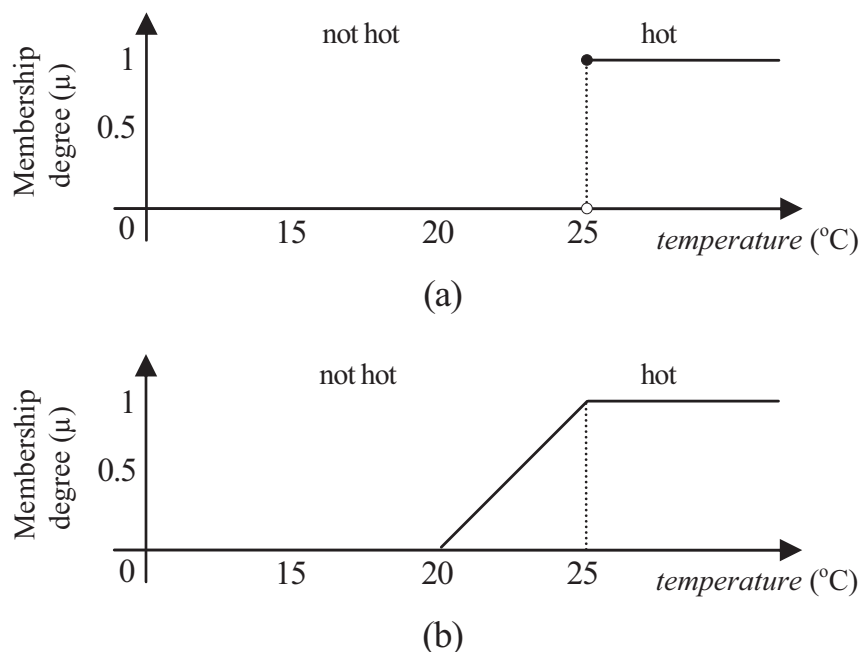 not hot
hot
Membership
degree (μ)
1
0.5
0
15
20
25
temperature (°C)
(a)
not hot
hot
Membership
degree (μ)
1
0.5
0
15
20
25
temperature (°C)
(b)